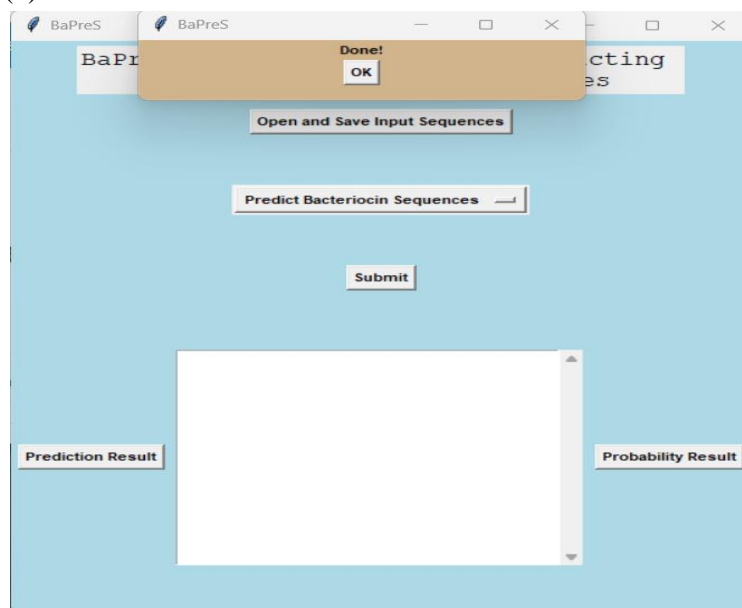 BaPreS
BaPreS
Done!
OK
BaPr
cting
es
Open and Save Input Sequences
Predict Bacteriocin Sequences
Submit
Prediction Result
Probability Result